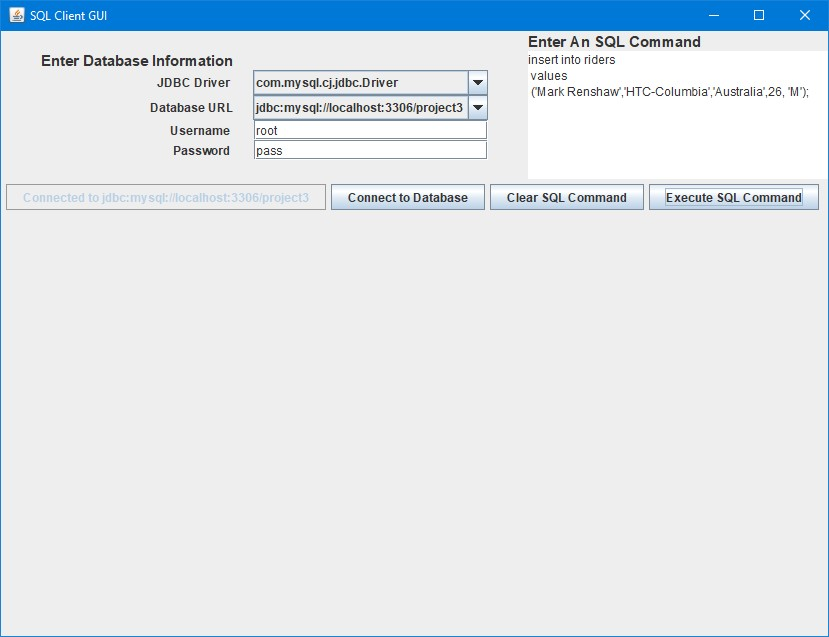 SQL Client GUI
Enter Database Information
JDBC Driver
com.mysql.cj.jdbc.Driver
Database URL
jdbc:mysql://localhost:3306/project3
Username
root
Password
pass
Enter An SQL Command
insert into riders
values
('Mark Renshaw','HTC-Columbia','Australia',26, 'M');
Connected to jdbc:mysql://localhost:3306/project3
Connect to Database
Clear SQL Command
Execute SQL Command